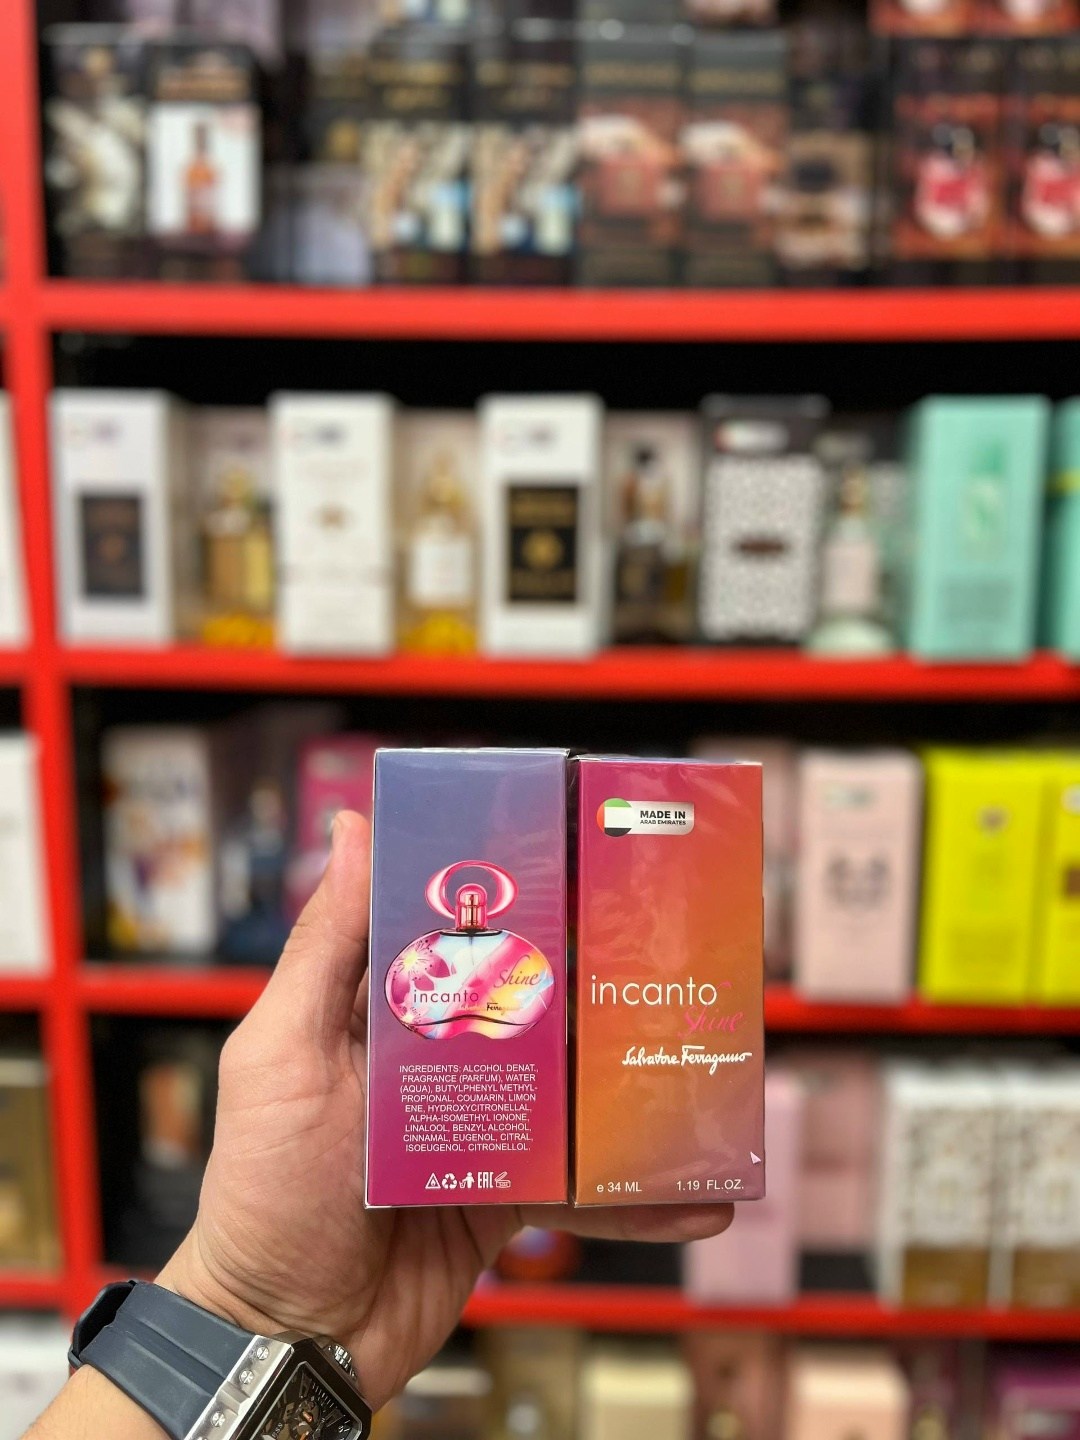 Shine
incanto
INGREDIENTS: ALCOHOL DENAT.,
FRAGRANCE (PARFUM), WATER
(AQUA), BUTYLPHENYL METHYL-
PROPIONAL, COUMARIN, LIMON
ENE, HYDROXYCITRONELLAL,
ALPHA-ISOMETHYL IONONE,
LINALOOL, BENZYL ALCOHOL,
CINNAMAL, EUGENOL, CITRAL,
ISOEUGENOL, CITRONELLOL.
EAC
MADE IN
ARAB EMIRATES
incanto
Shine
Salvatore Ferragamo
e 34 ML 1.19 FL.OZ.